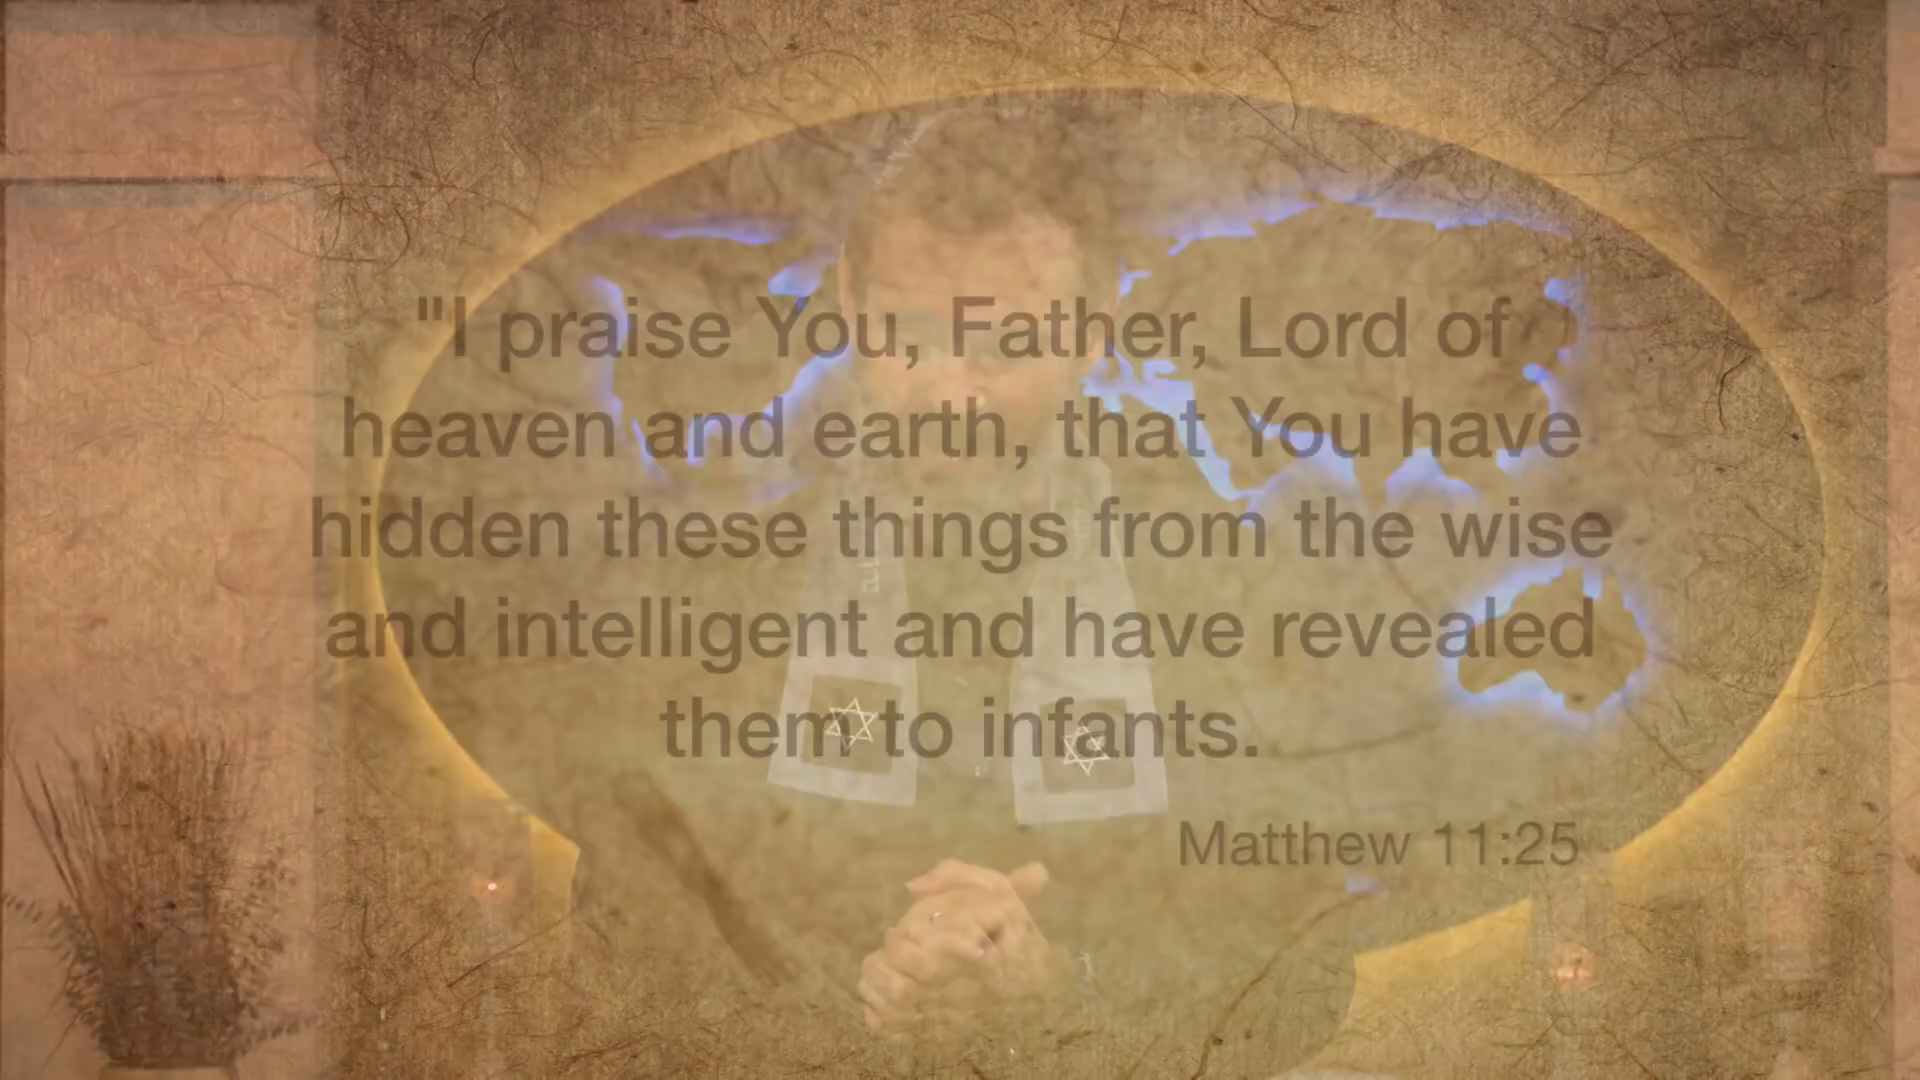 "I praise You, Father, Lord of
heaven and earth, that You have
hidden these things from the wise
and intelligent and have revealed
them to infants.
Matthew 11:25